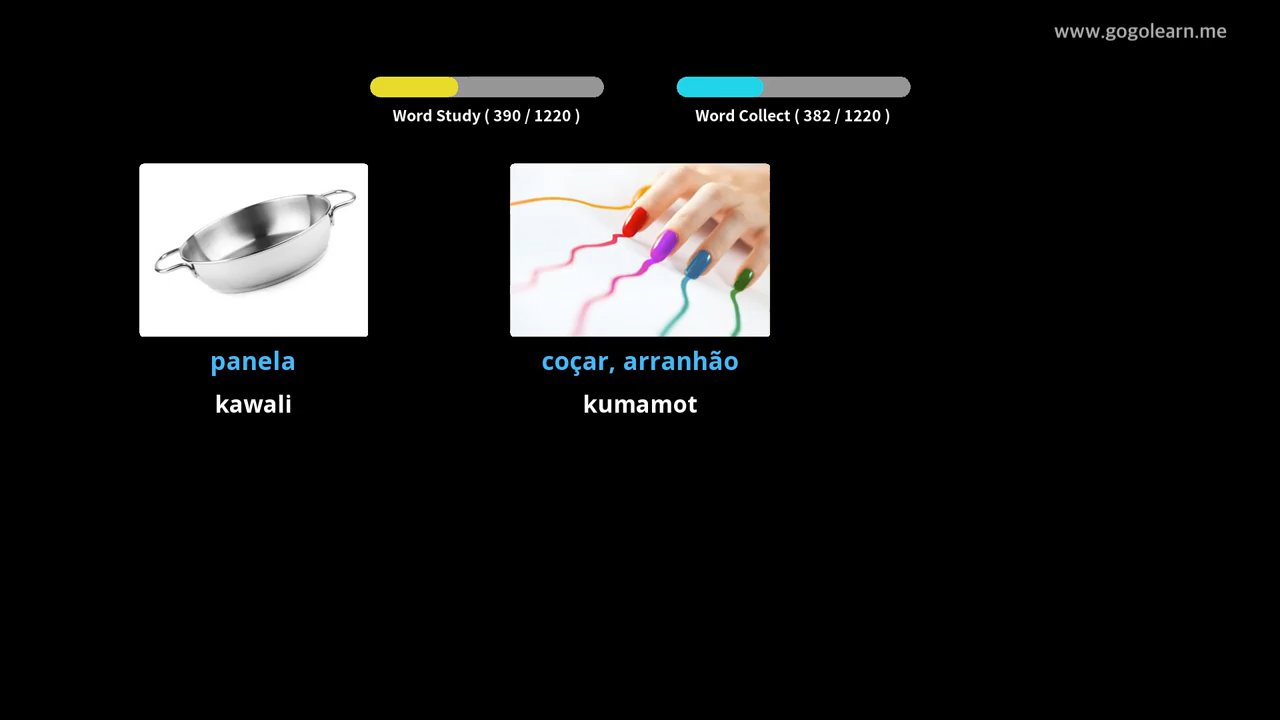 www.gogolearn.me
Word Study ( 390 / 1220 )
Word Collect ( 382 / 1220 )
panela
kawali
coçar, arranhão
kumamot